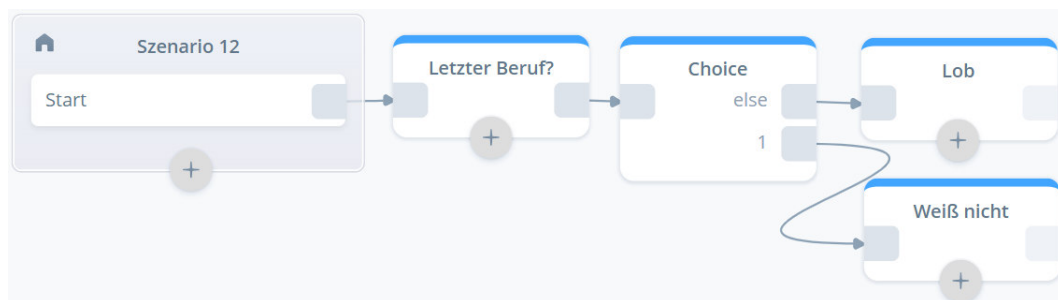 Szenario 12
Start
Letzter Beruf?
Choice
else
1
Lob
Weiß nicht